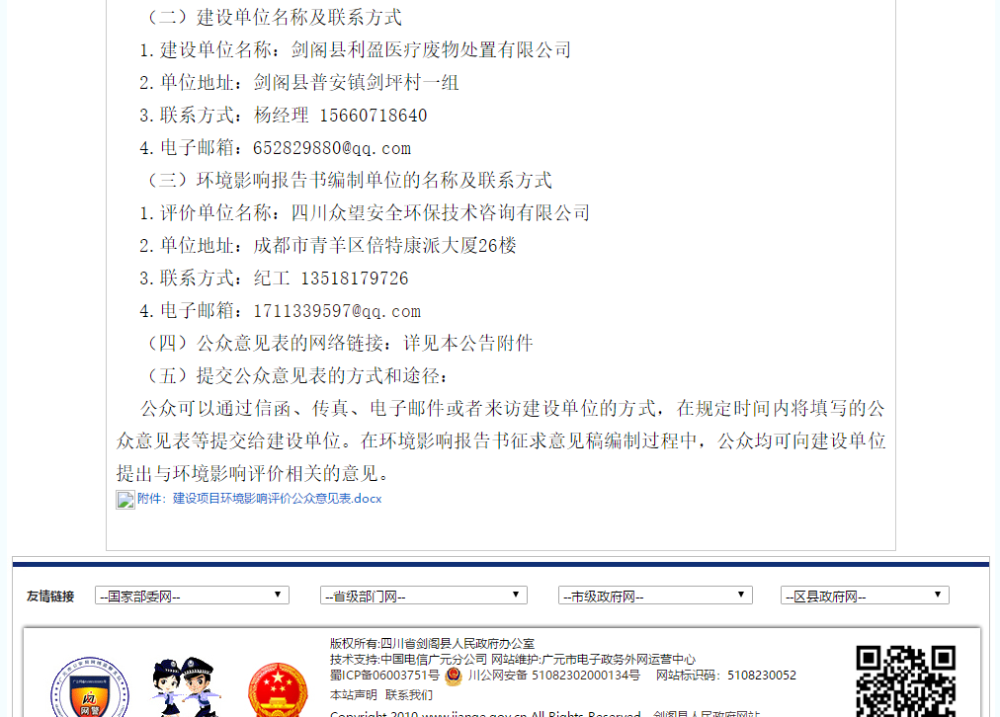 （二）建设单位名称及联系方式
1.建设单位名称：剑阁县利盈医疗废物处置有限公司
2.单位地址：剑阁县普安镇剑坪村一组
3.联系方式：杨经理 15660718640
4.电子邮箱：652829880@qq.com
（三）环境影响报告书编制单位的名称及联系方式
1.评价单位名称：四川众望安全环保技术咨询有限公司
2.单位地址：成都市青羊区倍特康派大厦26楼
3.联系方式：纪工 13518179726
4.电子邮箱：1711339597@qq.com
（四）公众意见表的网络链接：详见本公告附件
（五）提交公众意见表的方式和途径：
公众可以通过信函、传真、电子邮件或者来访建设单位的方式，在规定时间内将填写的公
众意见表等提交给建设单位。在环境影响报告书征求意见稿编制过程中，公众均可向建设单位
提出与环境影响评价相关的意见。
附件：建设项目环境影响评价公众意见表.docx
友情链接 --国家部委网-- --省级部门网-- --市级政府网-- --区县政府网--
版权所有:四川省剑阁县人民政府办公室
技术支持:中国电信广元分公司 网站维护:广元市电子政务外网运营中心
蜀ICP备06003751号 川公网安备 51082302000134号 网站标识码：5108230052
本站声明 联系我们
Copyright 2010 www.jiange.gov.cn All Rights Reserved 剑阁县人民政府网站
网警